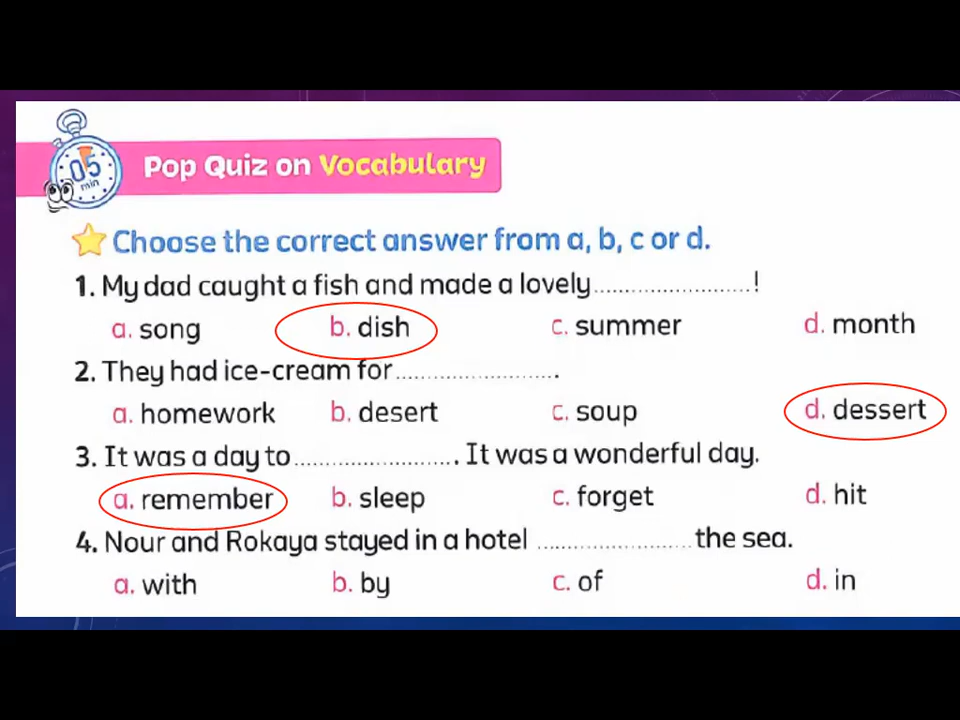 05
min
Pop Quiz on Vocabulary
Choose the correct answer from a, b, c or d.
1. My dad caught a fish and made a lovely........................!
a. song b. dish c. summer d. month
2. They had ice-cream for........................ .
a. homework b. desert c. soup d. dessert
3. It was a day to........................ . It was a wonderful day.
a. remember b. sleep c. forget d. hit
4. Nour and Rokaya stayed in a hotel ........................ the sea.
a. with b. by c. of d. in